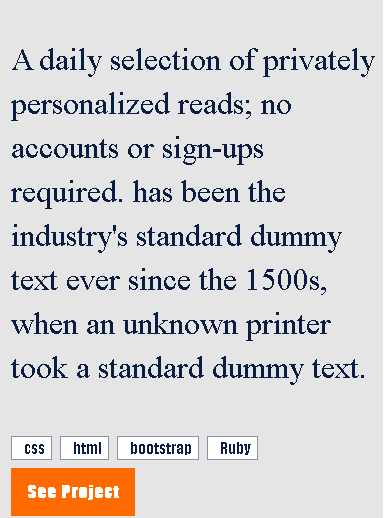 A daily selection of privately
personalized reads; no
accounts or sign-ups
required. has been the
industry's standard dummy
text ever since the 1500s,
when an unknown printer
took a standard dummy text.
css html bootstrap Ruby
See Project